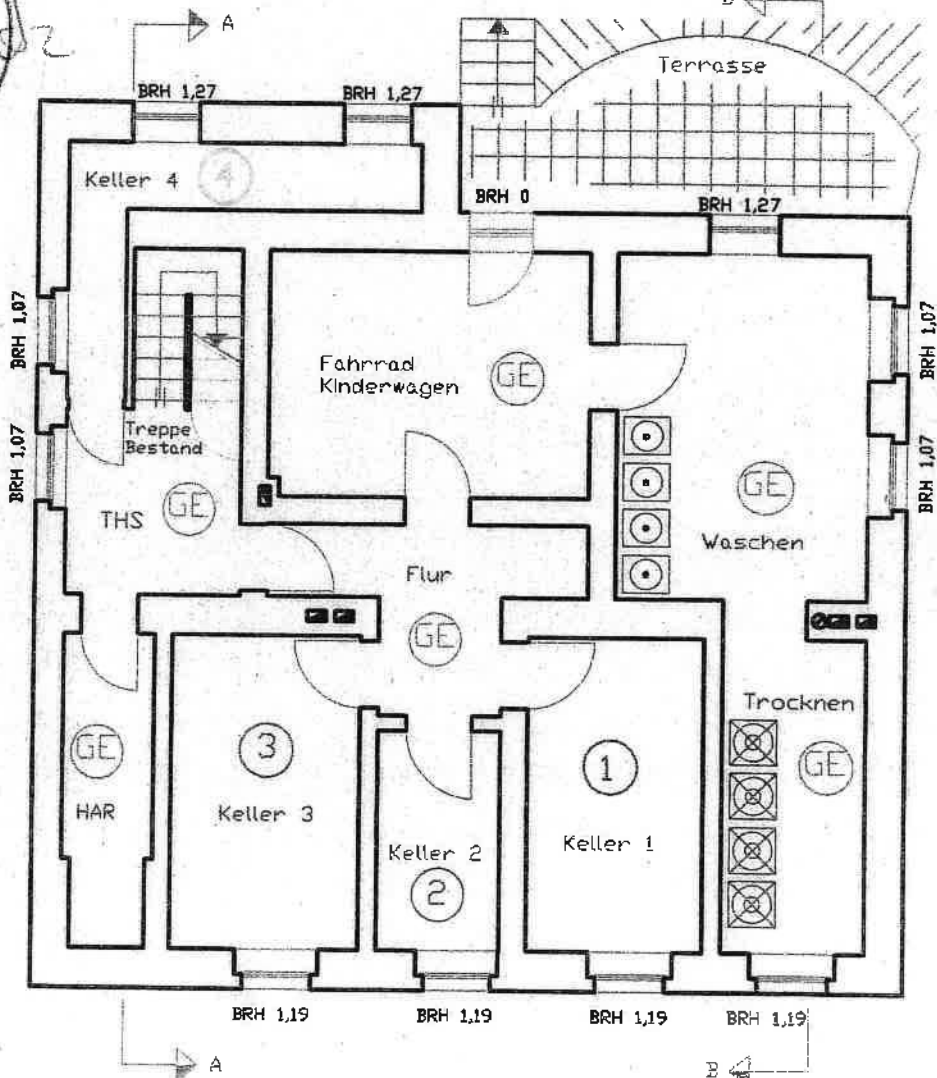 A
B
Terrasse
BRH 1,27
BRH 1,27
Keller 4
4
BRH 0
BRH 1,27
BRH 1,07
BRH 1,07
Fahrrad
Kinderwagen
GE
Treppe
Bestand
BRH 1,07
BRH 1,07
GE
THS
GE
Waschen
Flur
GE
Trocknen
GE
3
1
GE
HAR
Keller 3
Keller 2
2
Keller 1
BRH 1,19
BRH 1,19
BRH 1,19
BRH 1,19
A
B